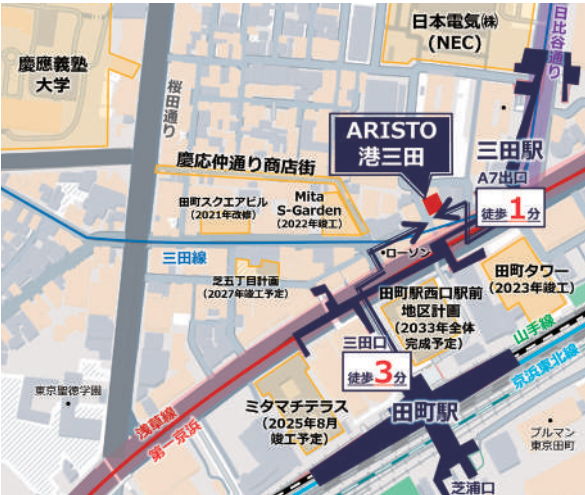 日本電気㈱
(NEC)
日比谷通り
慶應義塾
大学
桜田通り
ARISTO
港三田
三田駅
A7出口
慶応仲通り商店街
徒歩1分
田町スクエアビル
(2021年改修)
Mita
S-Garden
(2022年竣工)
三田線
・ローソン
田町タワー
(2023年竣工)
芝五丁目計画
(2027年竣工予定)
田町駅西口駅前
地区計画
(2033年全体
完成予定)
三田口
徒歩3分
山手線
京浜東北線
東京聖徳学園
ミタマチテラス
(2025年8月
竣工予定)
田町駅
浅草線
第一京浜
プルマン
東京田町
芝浦口